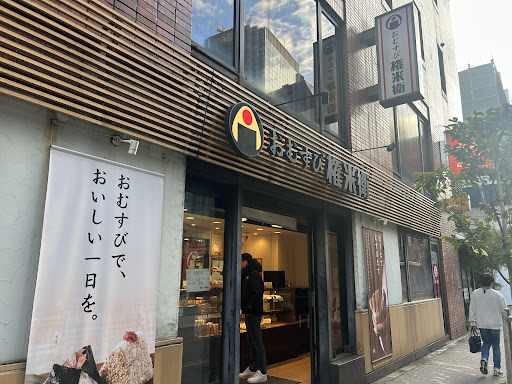 おむすび 権米衛
おむすび 権米衛
おむすびで、
おいしい一日を。